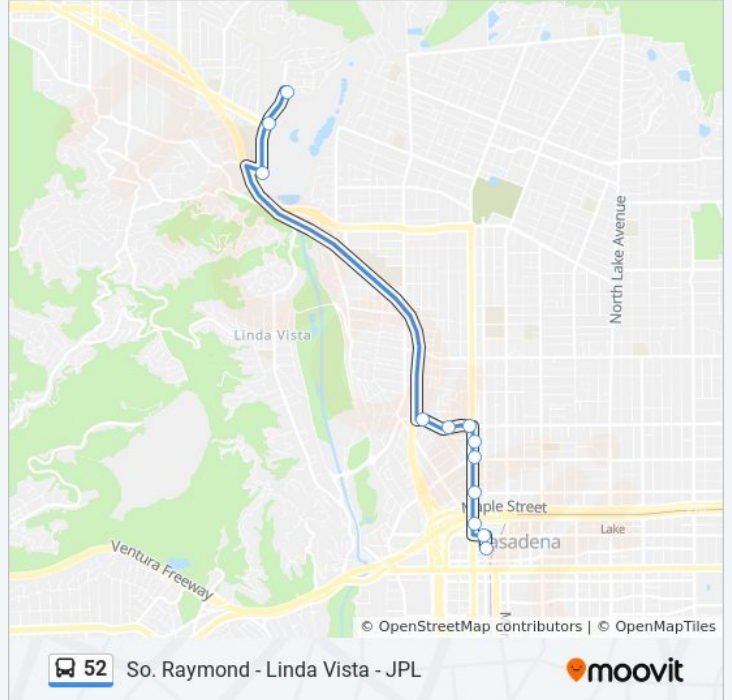 North Lake Avenue
Linda Vista
Maple Street
Lake
Pasadena
Ventura Freeway
© OpenStreetMap contributors | © OpenMapTiles
52 So. Raymond - Linda Vista - JPL
moovit